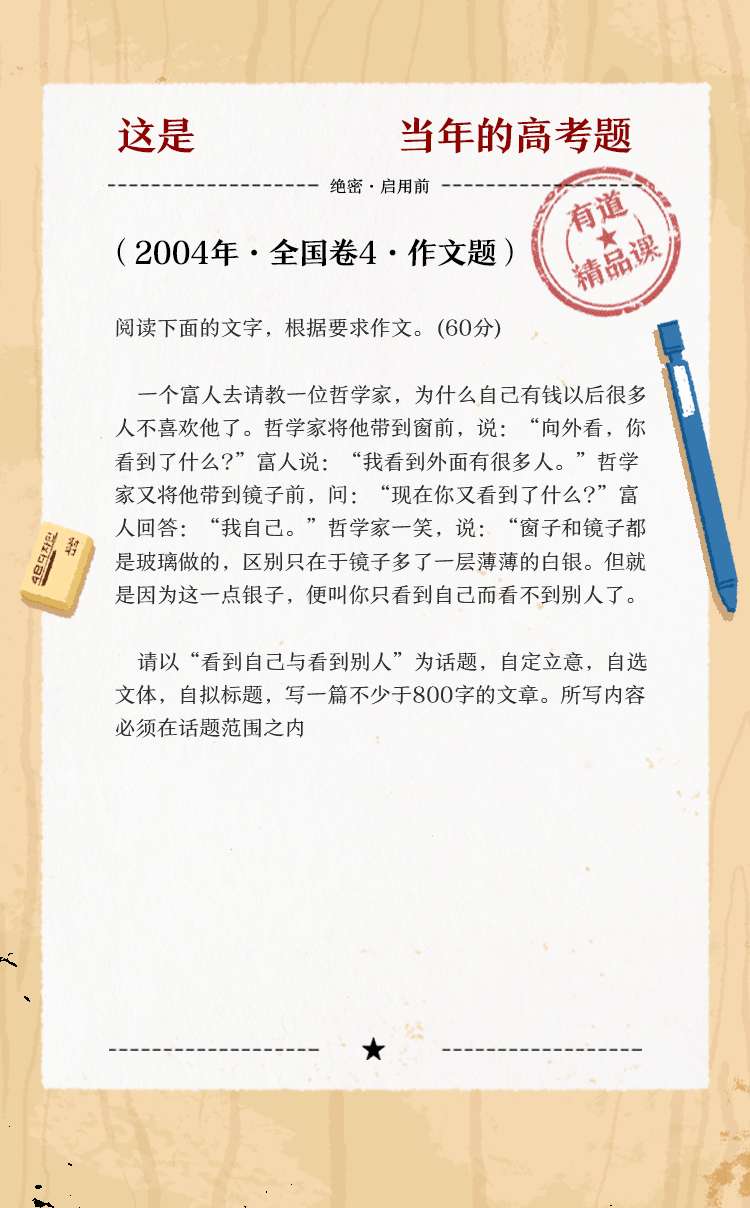 这是 当年的高考题
绝密·启用前
有道
精品课
（2004年·全国卷4·作文题）
阅读下面的文字，根据要求作文。(60分)
一个富人去请教一位哲学家，为什么自己有钱以后很多
人不喜欢他了。哲学家将他带到窗前，说：“向外看，你
看到了什么?”富人说：“我看到外面有很多人。”哲学
家又将他带到镜子前，问：“现在你又看到了什么?”富
人回答：“我自己。”哲学家一笑，说：“窗子和镜子都
是玻璃做的，区别只在于镜子多了一层薄薄的白银。但就
是因为这一点银子，便叫你只看到自己而看不到别人了。
请以“看到自己与看到别人”为话题，自定立意，自选
文体，自拟标题，写一篇不少于800字的文章。所写内容
必须在话题范围之内